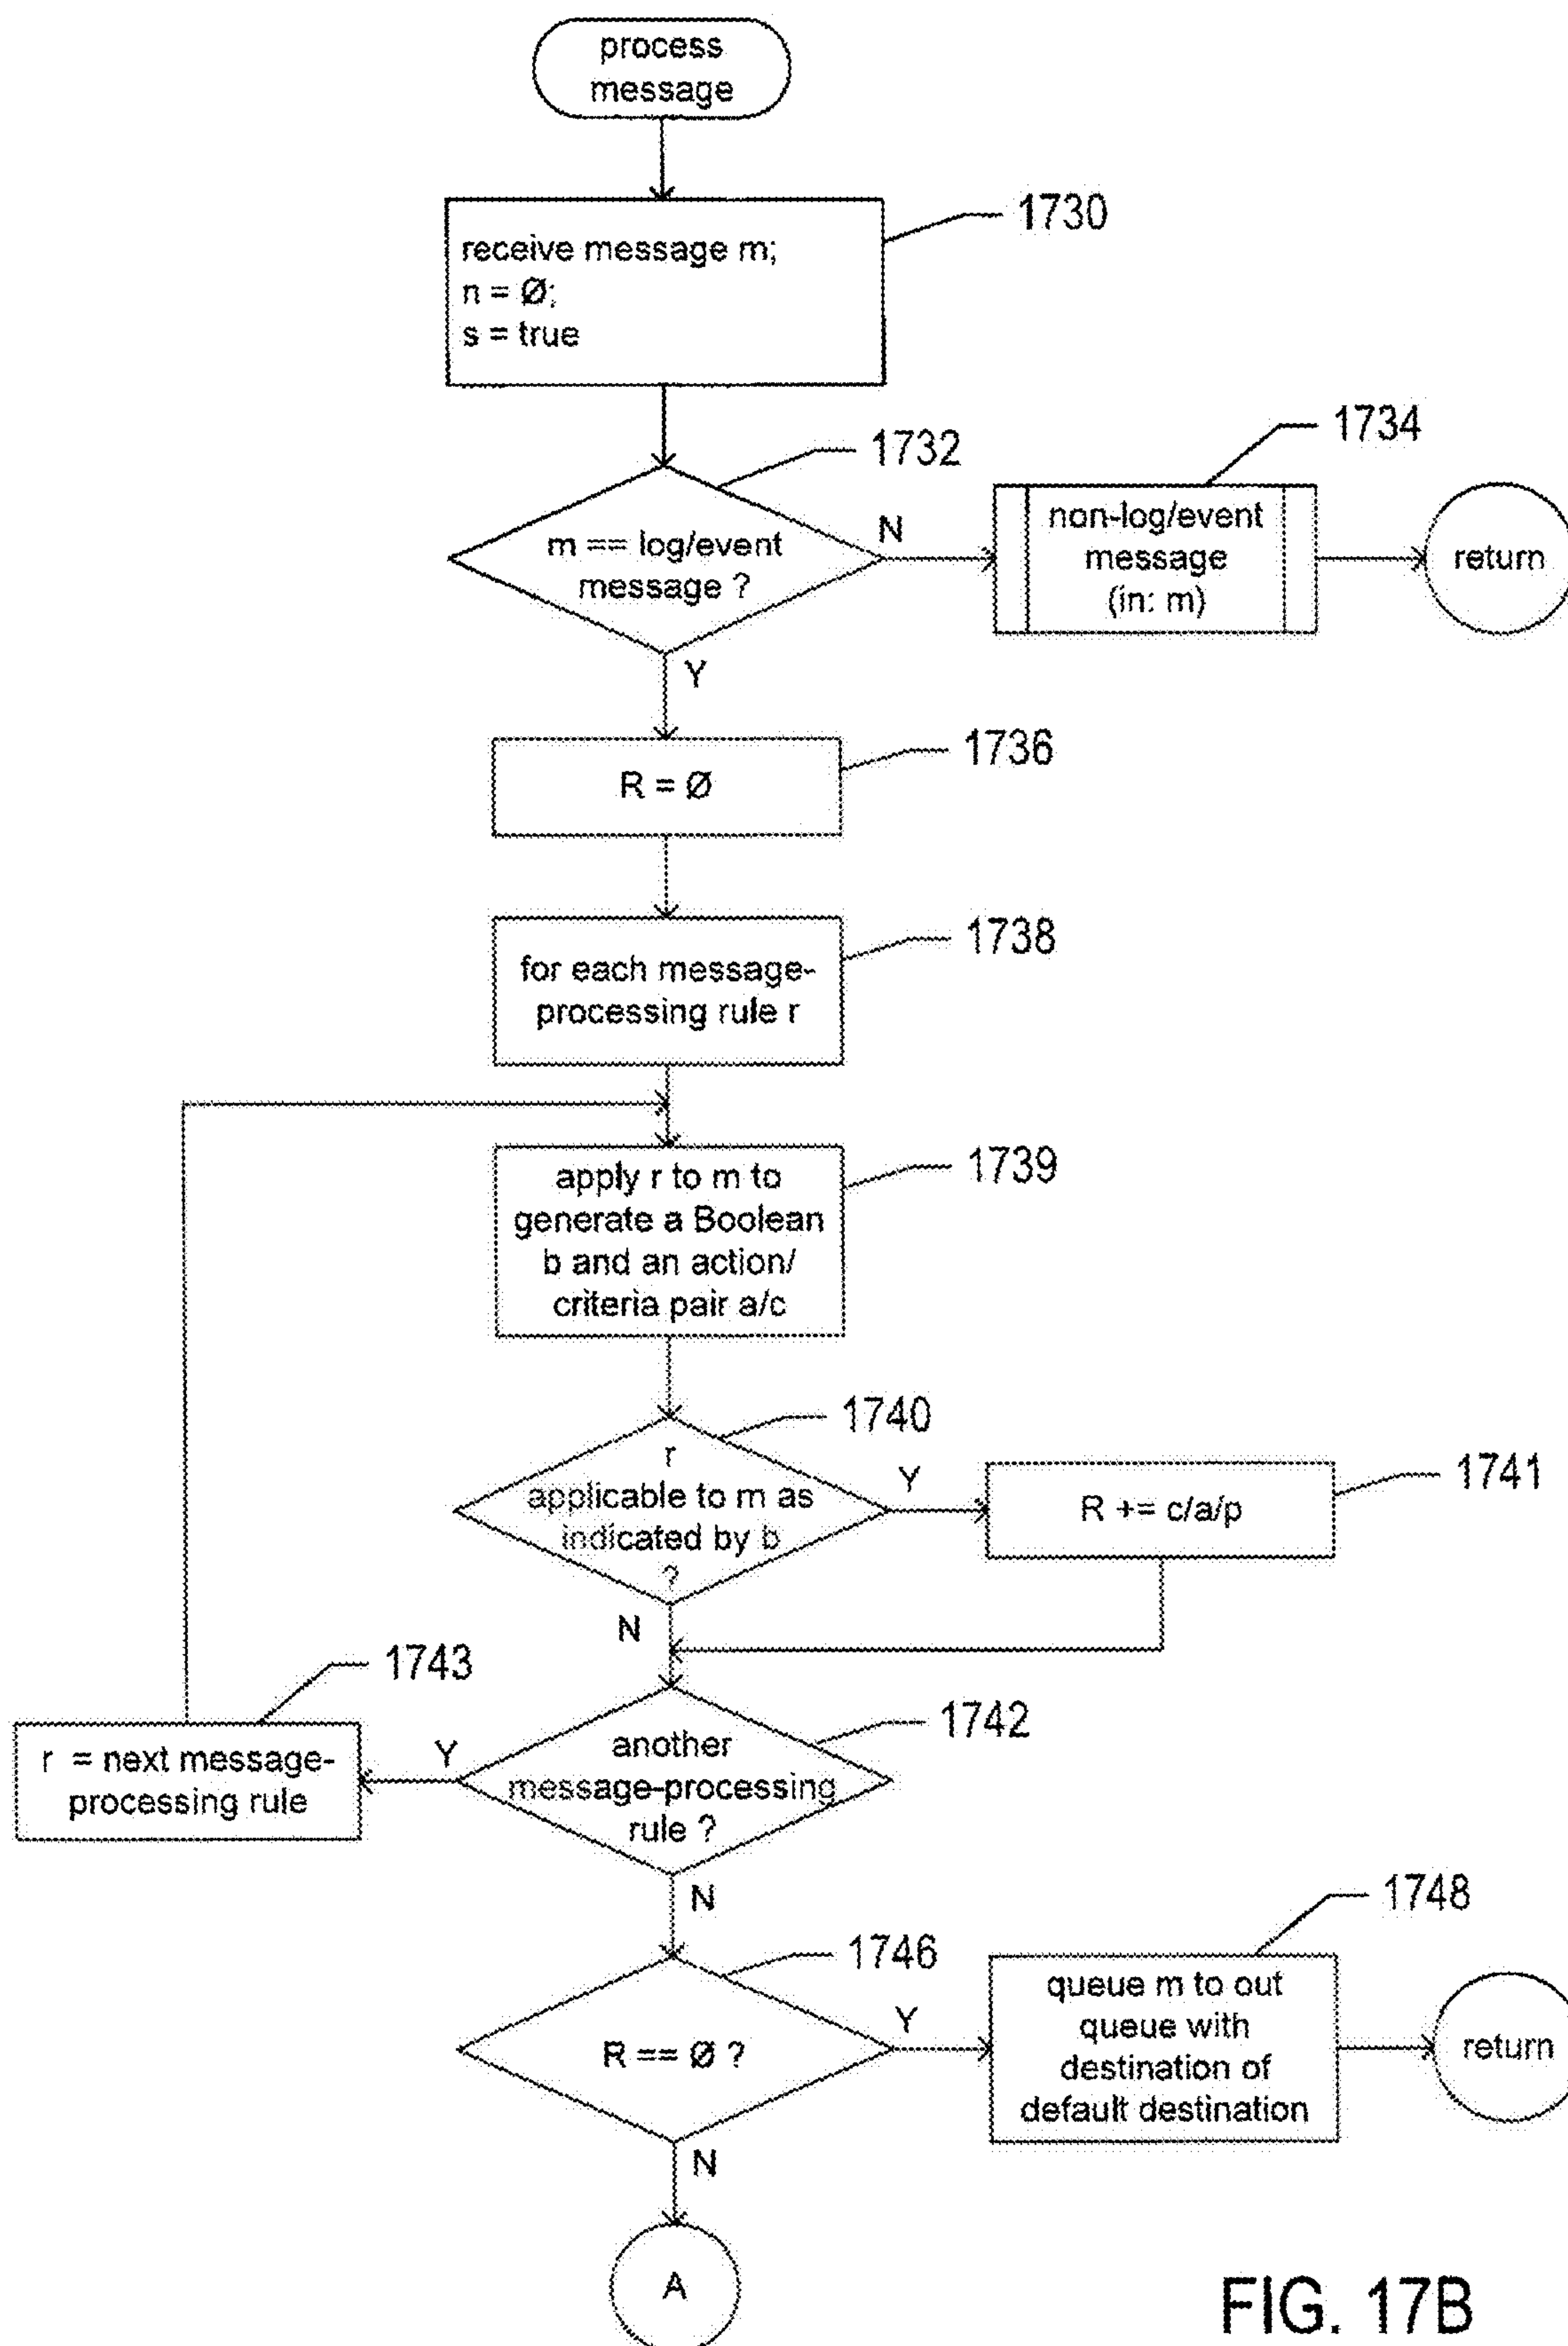 process
message
1730
receive message m;
n = Ø;
s = true
1732
1734
m == log/event
message ?
N
non-log/event
message
(in: m)
return
Y
1736
R = Ø
1738
for each message-
processing rule r
1739
apply r to m to
generate a Boolean
b and an action/
criteria pair a/c
1740
r
applicable to m as
indicated by b
?
Y
1741
R += c/a/p
N
1743
r = next message-
processing rule
Y
1742
another
message-processing
rule ?
N
1746
R == Ø ?
Y
1748
queue m to out
queue with
destination of
default destination
return
N
A
FIG. 17B